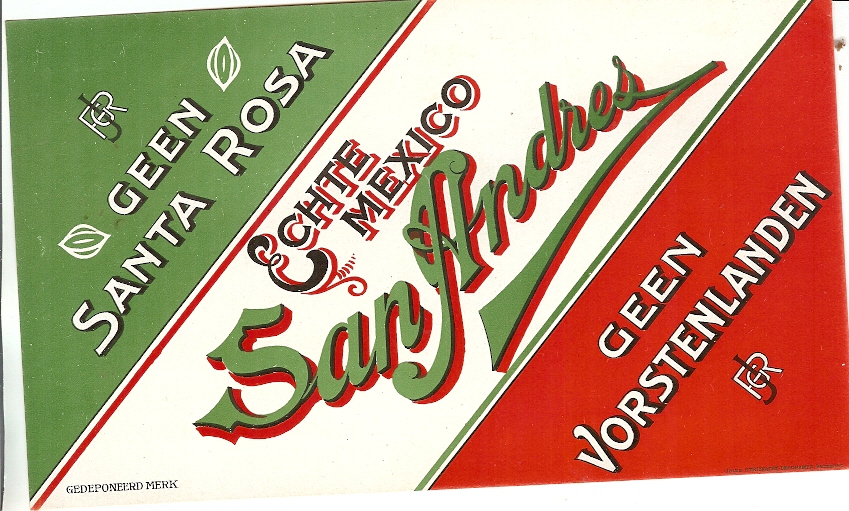 GEEN
SANTA ROSA
ECHTE
MEXICO
San Andres
GEEN
VORSTENLANDEN
GEDEPONEERD MERK